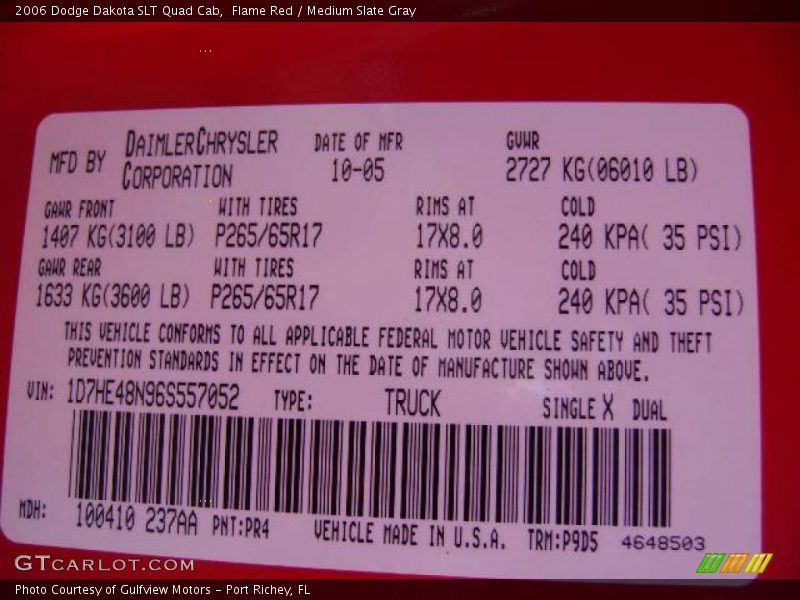 2006 Dodge Dakota SLT Quad Cab,  Flame Red / Medium Slate Gray
MFD BY DAIMLERCHRYSLER CORPORATION DATE OF MFR 10-05 GVWR 2727 KG(06010 LB)
GAWR FRONT WITH TIRES RIMS AT COLD
1407 KG(3100 LB) P265/65R17 17X8.0 240 KPA( 35 PSI)
GAWR REAR WITH TIRES RIMS AT COLD
1633 KG(3600 LB) P265/65R17 17X8.0 240 KPA( 35 PSI)
THIS VEHICLE CONFORMS TO ALL APPLICABLE FEDERAL MOTOR VEHICLE SAFETY AND THEFT
PREVENTION STANDARDS IN EFFECT ON THE DATE OF MANUFACTURE SHOWN ABOVE.
VIN: 1D7HE48N96S557052 TYPE: TRUCK SINGLE X DUAL
MDH: 100410 237AA PNT:PR4 VEHICLE MADE IN U.S.A. TRM:P9D5 4648503
GTCARLOT.COM
Photo Courtesy of Gulfview Motors - Port Richey, FL